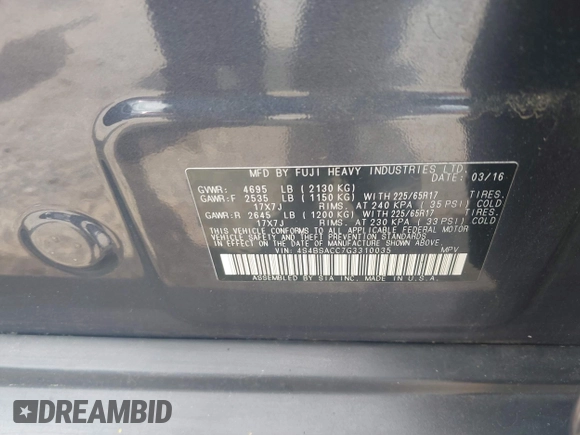 MFD BY FUJI HEAVY INDUSTRIES LTD.
DATE: 03/16
GVWR: 4695 LB ( 2130 KG)
GAWR:F 2535 LB ( 1150 KG) WITH 225/65R17 TIRES.
17X7J RIMS. AT 240 KPA ( 35 PSI) COLD
GAWR:R 2645 LB ( 1200 KG) WITH 225/65R17 TIRES.
17X7J RIMS. AT 230 KPA ( 33 PSI) COLD
THIS VEHICLE CONFORMS TO ALL APPLICABLE FEDERAL MOTOR
VEHICLE SAFETY, BUMPER, AND THEFT PREVENTION STANDARDS
IN EFFECT ON THE DATE OF MANUFACTURE SHOWN ABOVE.
VIN: 4S4BSACC7G3310035 MPV
ASSEMBLED BY SIA INC. MADE IN U.S.A.
DREAMBID